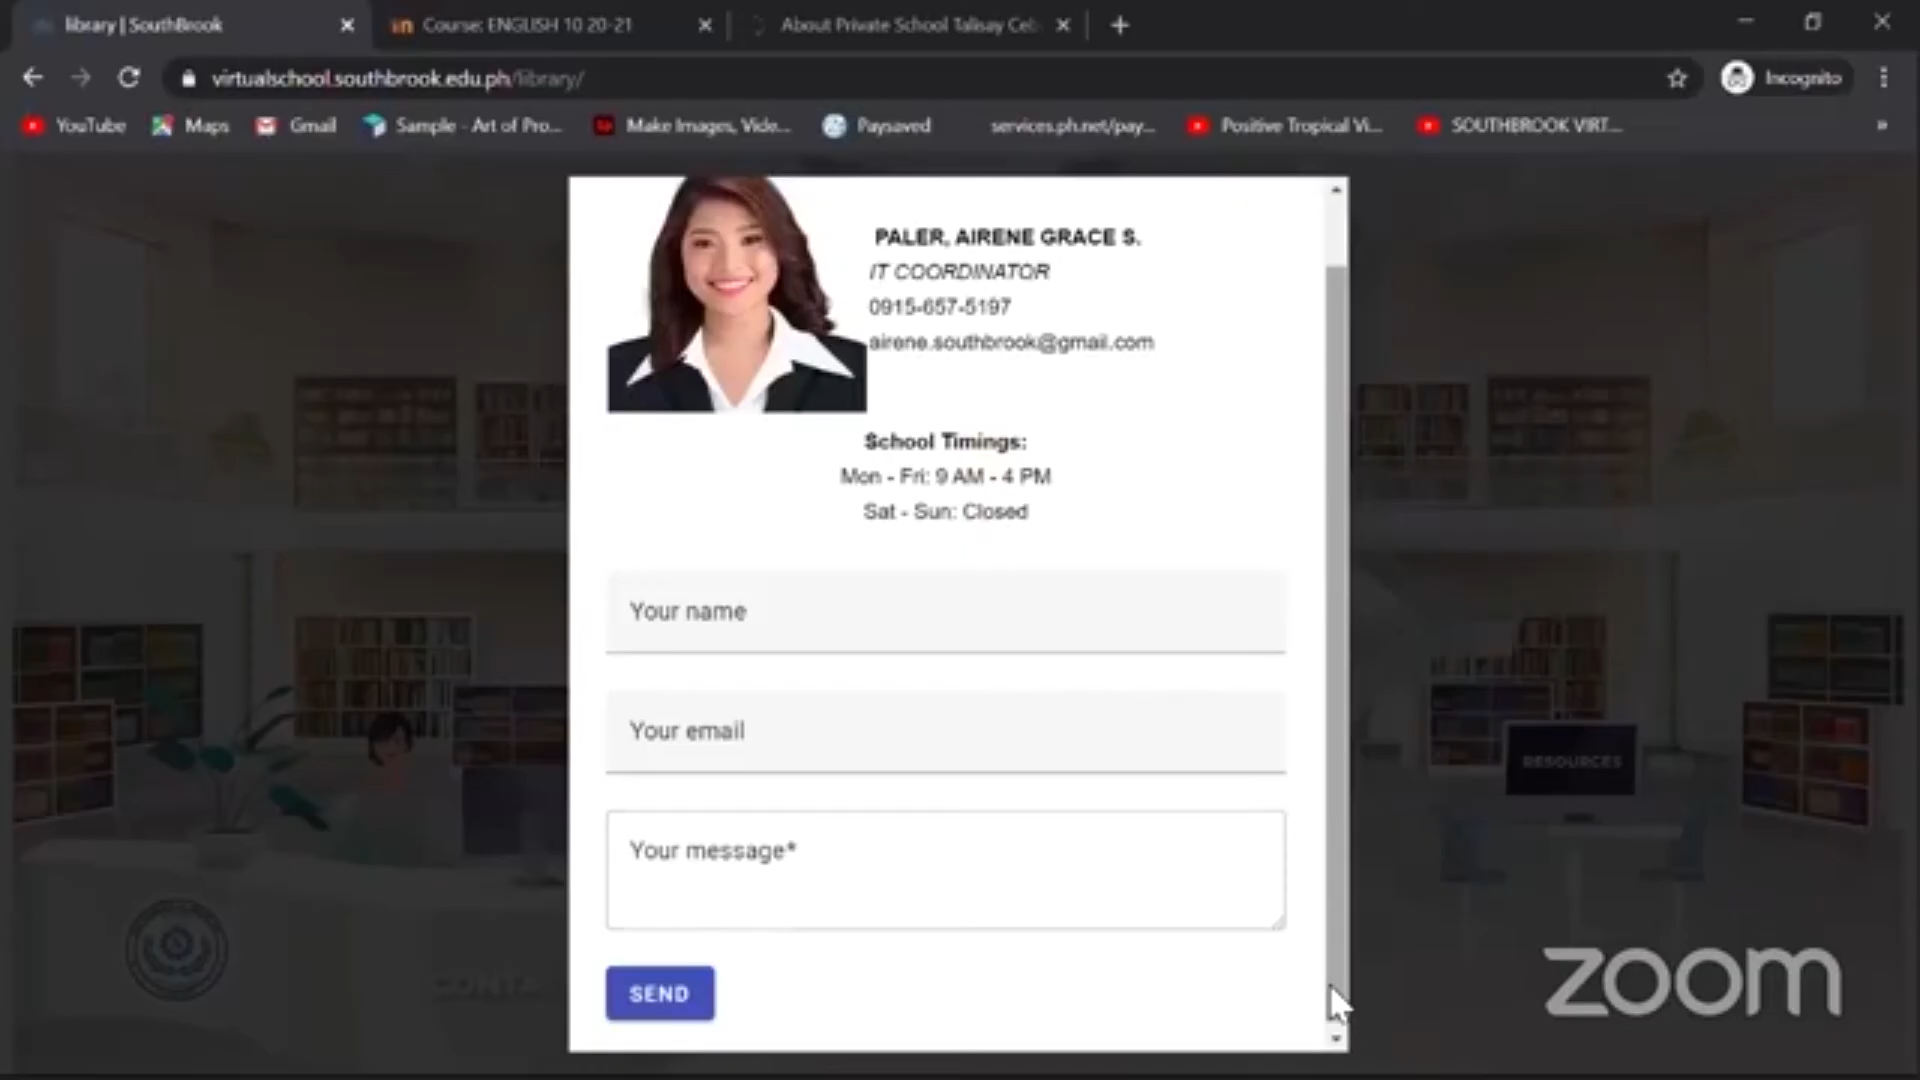 library | SouthBrook
Course: ENGLISH 10 20-21
About Private School Talisay Ceb
virtualschool.southbrook.edu.ph/library/
Incognito
YouTube
Maps
Gmail
Sample - Art of Pro...
Make Images, Vide...
Paysaved
services.ph.net/pay...
Positive Tropical Vi...
SOUTHBROOK VIRT...
PALER, AIRENE GRACE S.
IT COORDINATOR
0915-657-5197
airene.southbrook@gmail.com
School Timings:
Mon - Fri: 9 AM - 4 PM
Sat - Sun: Closed
Your name
Your email
Your message*
SEND
RESOURCES
zoom